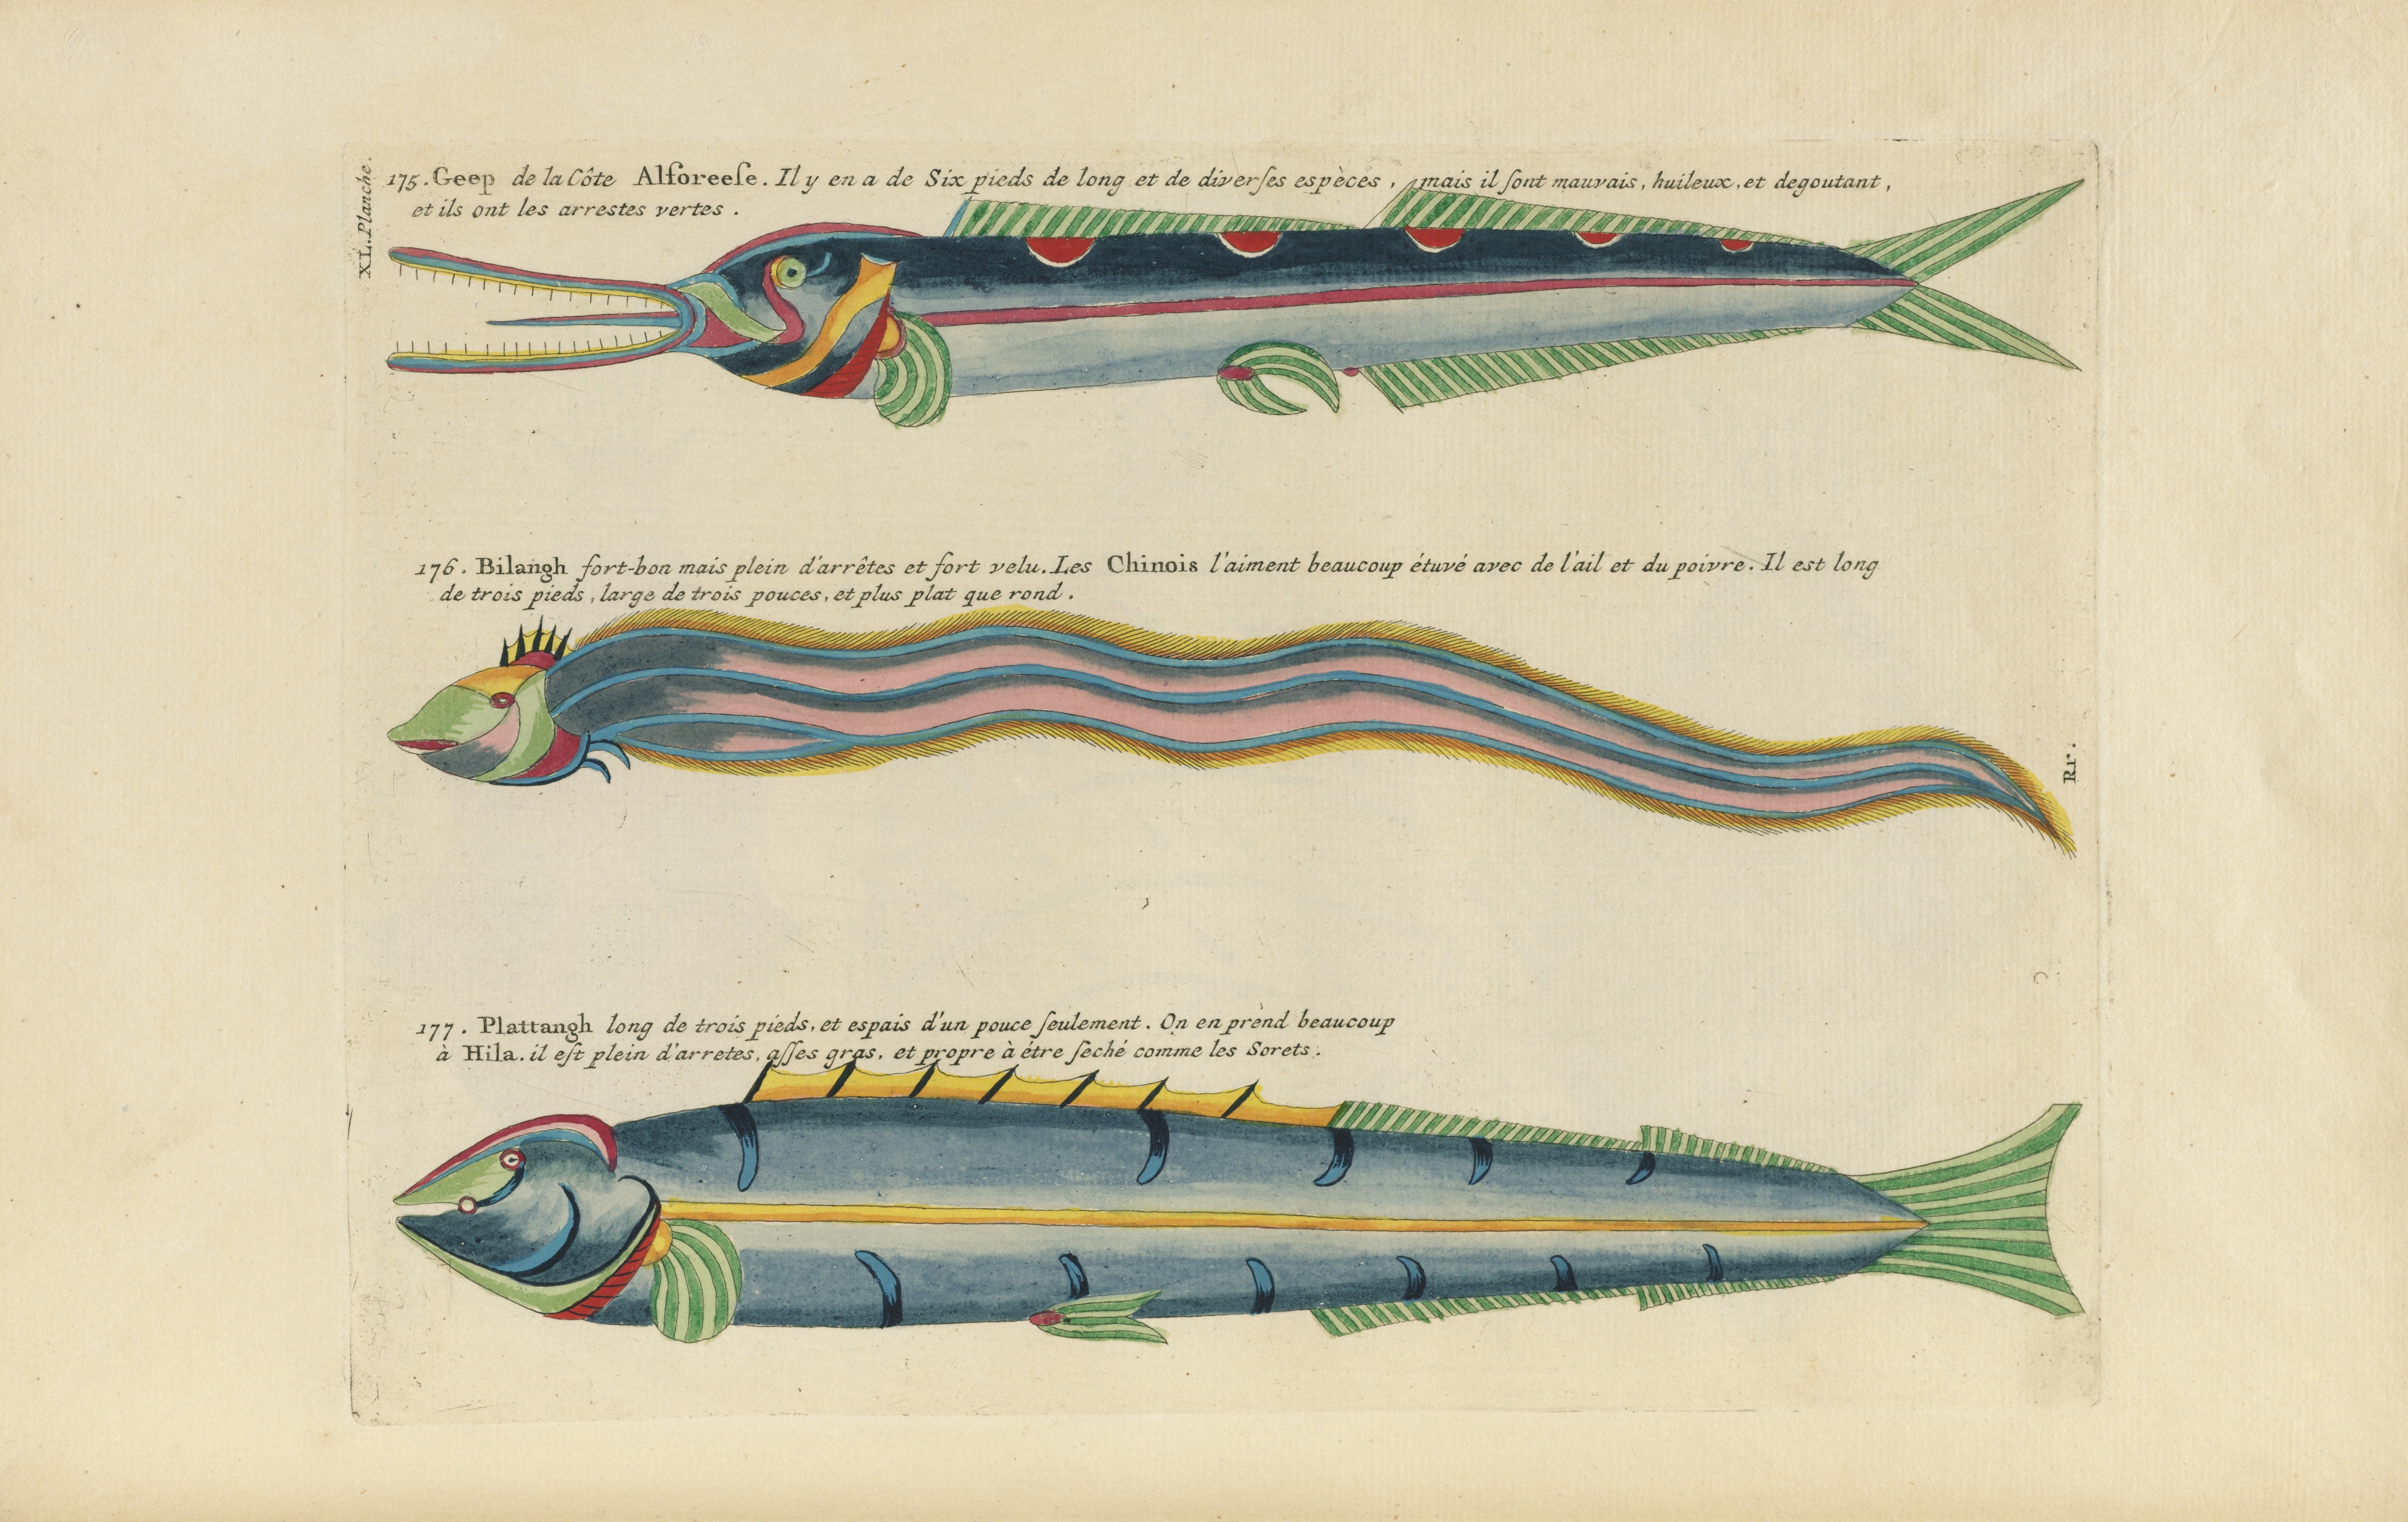 XL. Planche.
175. Geep de la Côte Alforeeſe. Il y en a de Six pieds de long et de diverſes espèces, mais il ſont mauvais, huileux, et degoutant,
et ils ont les arrestes vertes.
176. Bilangh fort-bon mais plein d'arrêtes et fort velu. Les Chinois l'aiment beaucoup étuvé avec de l'ail et du poivre. Il est long
de trois pieds, large de trois pouces, et plus plat que rond.
Rr.
177. Plattangh long de trois pieds, et espais d'un pouce ſeulement. On en prend beaucoup
à Hila. il eſt plein d'arretes, aſſes gras, et propre à étre ſeché comme les Sorets.